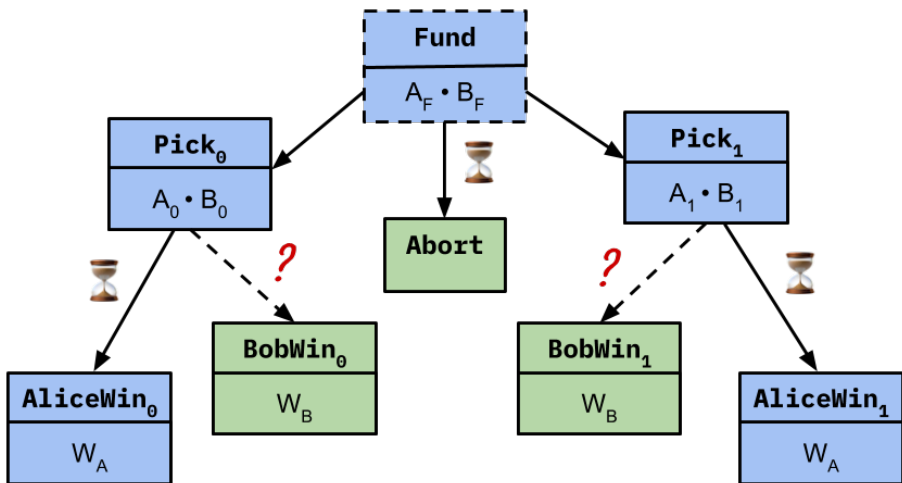 Fund
A_F • B_F
Pick_0
A_0 • B_0
Pick_1
A_1 • B_1
Abort
?
?
BobWin_0
W_B
BobWin_1
W_B
AliceWin_0
W_A
AliceWin_1
W_A